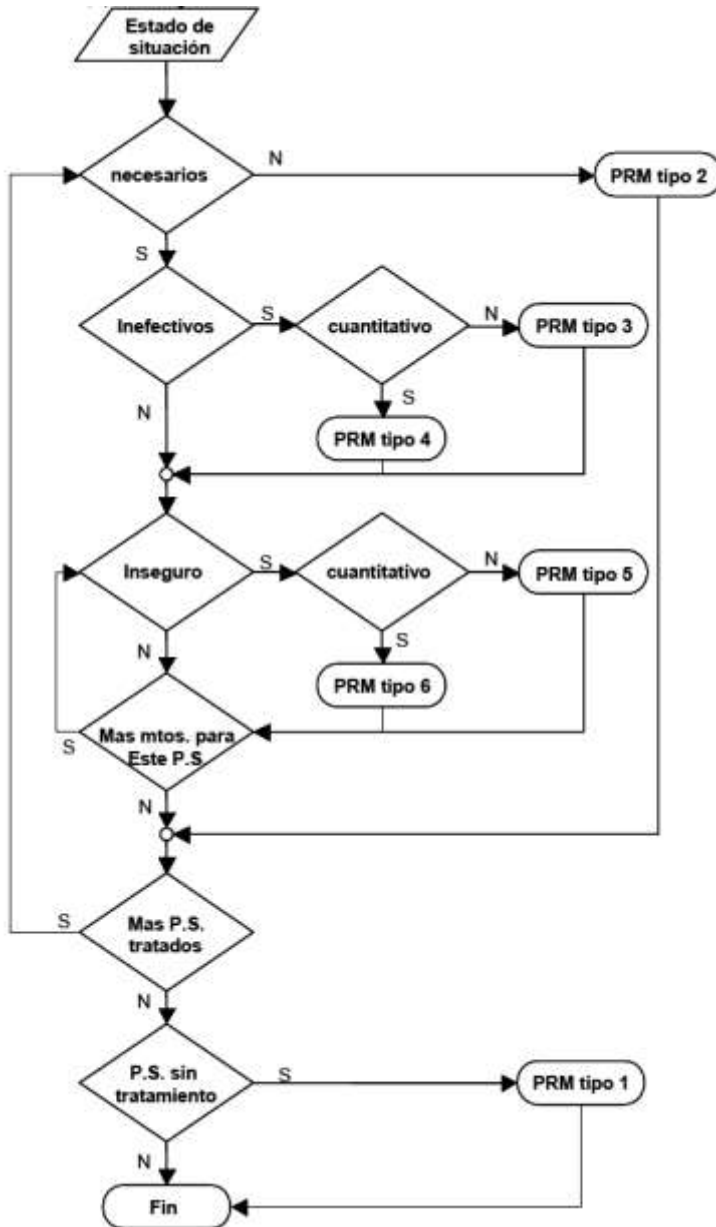 Estado de
situación
necesarios
N
PRM tipo 2
S
Inefectivos
S
cuantitativo
N
PRM tipo 3
N
S
PRM tipo 4
Inseguro
S
cuantitativo
N
PRM tipo 5
N
S
PRM tipo 6
Mas mtos. para
Este P.S
S
N
Mas P.S.
tratados
S
N
P.S. sin
tratamiento
S
PRM tipo 1
N
Fin